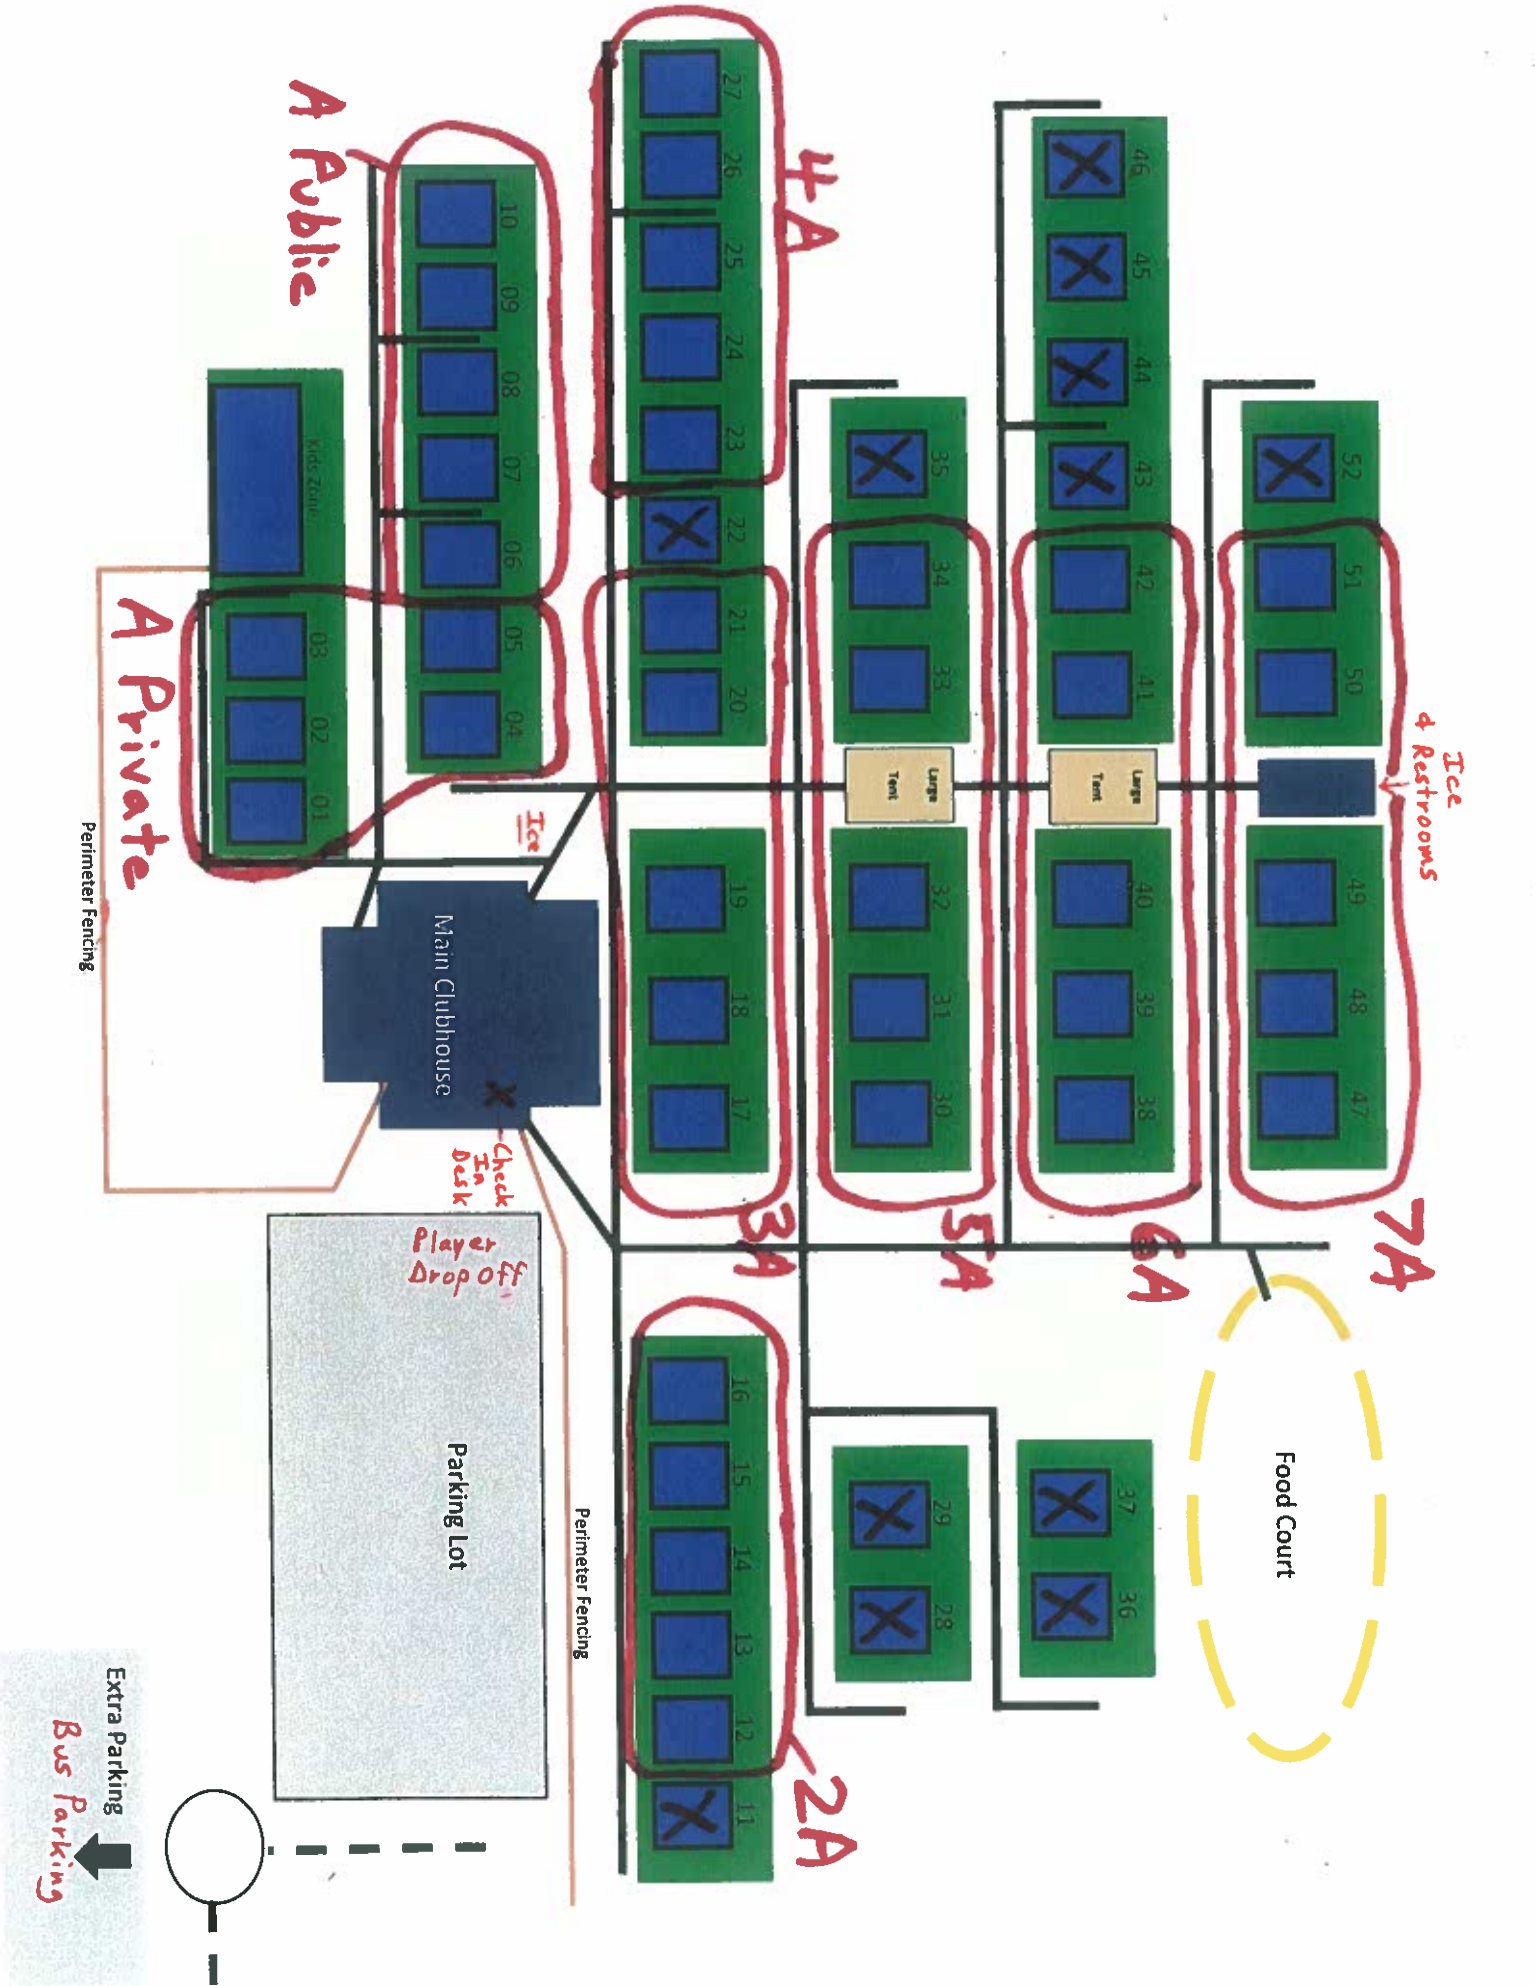 Ice
& Restrooms
7A
52 51 50 49 48 47
Food Court
6A
46 45 44 43 42 41 40 39 38 37 36
Large
Tent
5A
35 34 33 32 31 30 29 28
Large
Tent
4A
3A
2A
27 26 25 24 23 22 21 20 19 18 17 16 15 14 13 12 11
Perimeter Fencing
Ice
10 09 08 07 06 05 04
Check
In
Desk
Main Clubhouse
Player
Drop Off
Parking Lot
A Public
Kids Zone
03 02 01
A Private
Perimeter Fencing
Extra Parking
Bus Parking